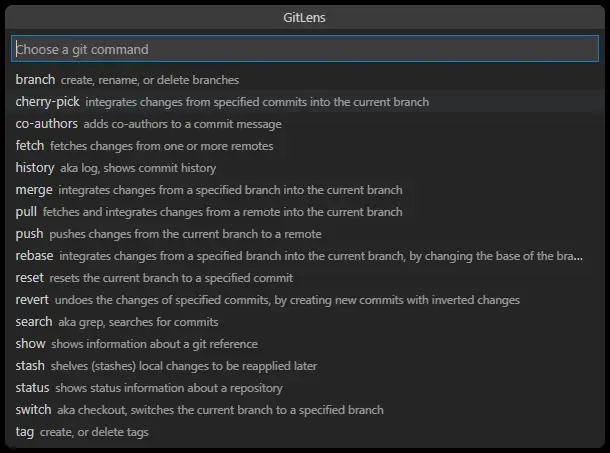 GitLens
Choose a git command
branch create, rename, or delete branches
cherry-pick integrates changes from specified commits into the current branch
co-authors adds co-authors to a commit message
fetch fetches changes from one or more remotes
history aka log, shows commit history
merge integrates changes from a specified branch into the current branch
pull fetches and integrates changes from a remote into the current branch
push pushes changes from the current branch to a remote
rebase integrates changes from a specified branch into the current branch, by changing the base of the bra...
reset resets the current branch to a specified commit
revert undoes the changes of specified commits, by creating new commits with inverted changes
search aka grep, searches for commits
show shows information about a git reference
stash shelves (stashes) local changes to be reapplied later
status shows status information about a repository
switch aka checkout, switches the current branch to a specified branch
tag create, or delete tags